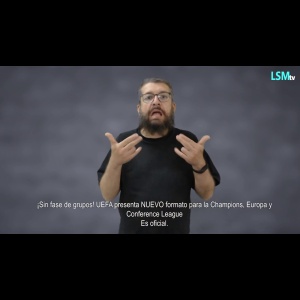 LSMtv
¡Sin fase de grupos! UEFA presenta NUEVO formato para la Champions, Europa y
Conference League
Es oficial.